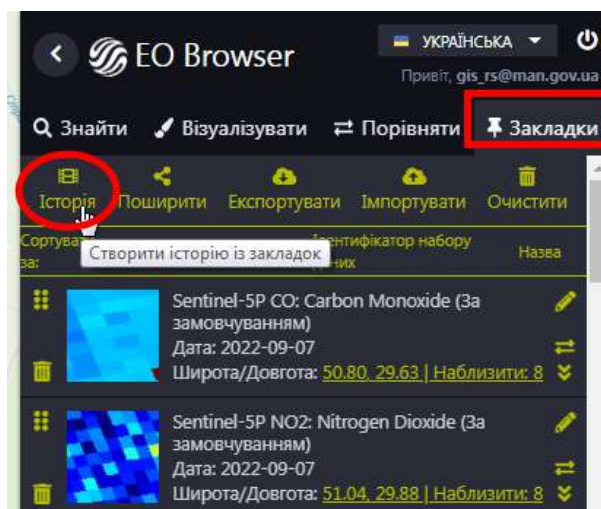 EO Browser
УКРАЇНСЬКА
Привіт, gis_rs@man.gov.ua
Знайти Візуалізувати Порівняти Закладки
Історія Поширити Експортувати Імпортувати Очистити
Сортувати за: Ідентифікатор набору даних Назва
Створити історію із закладок
Sentinel-5P CO: Carbon Monoxide (За
замовчуванням)
Дата: 2022-09-07
Широта/Довгота: 50.80, 29.63 | Наблизити: 8
Sentinel-5P NO2: Nitrogen Dioxide (За
замовчуванням)
Дата: 2022-09-07
Широта/Довгота: 51.04, 29.88 | Наблизити: 8